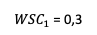 WSC₁ = 0,3